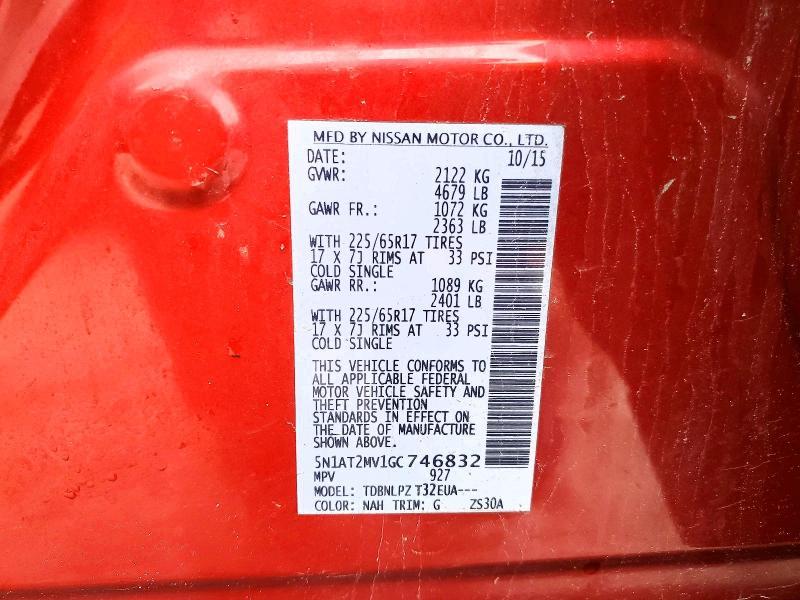 MFD BY NISSAN MOTOR CO., LTD.
DATE: 10/15
GVWR: 2122 KG
4679 LB
GAWR FR.: 1072 KG
2363 LB
WITH 225/65R17 TIRES
17 X 7J RIMS AT 33 PSI
COLD SINGLE
GAWR RR.: 1089 KG
2401 LB
WITH 225/65R17 TIRES
17 X 7J RIMS AT 33 PSI
COLD SINGLE
THIS VEHICLE CONFORMS TO
ALL APPLICABLE FEDERAL
MOTOR VEHICLE SAFETY AND
THEFT PREVENTION
STANDARDS IN EFFECT ON
THE DATE OF MANUFACTURE
SHOWN ABOVE.
5N1AT2MV1GC746832
MPV 927
MODEL: TDBNLPZ T32EUA---
COLOR: NAH TRIM: G ZS30A